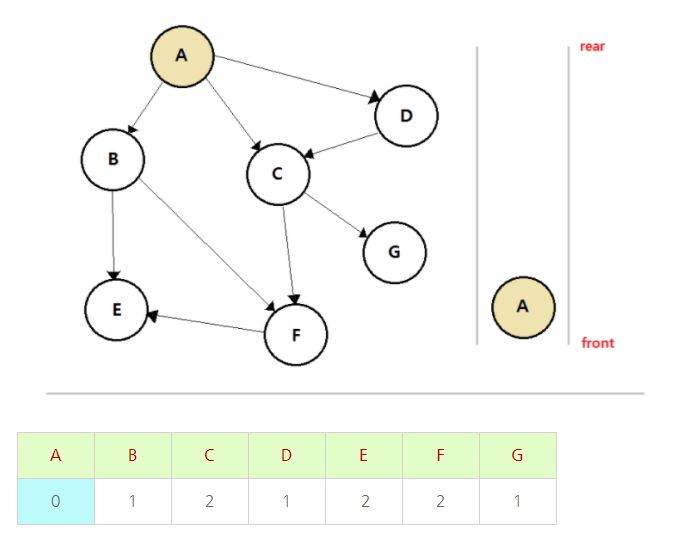 A
rear
D
B
C
G
E
F
A
front
A B C D E F G
0 1 2 1 2 2 1